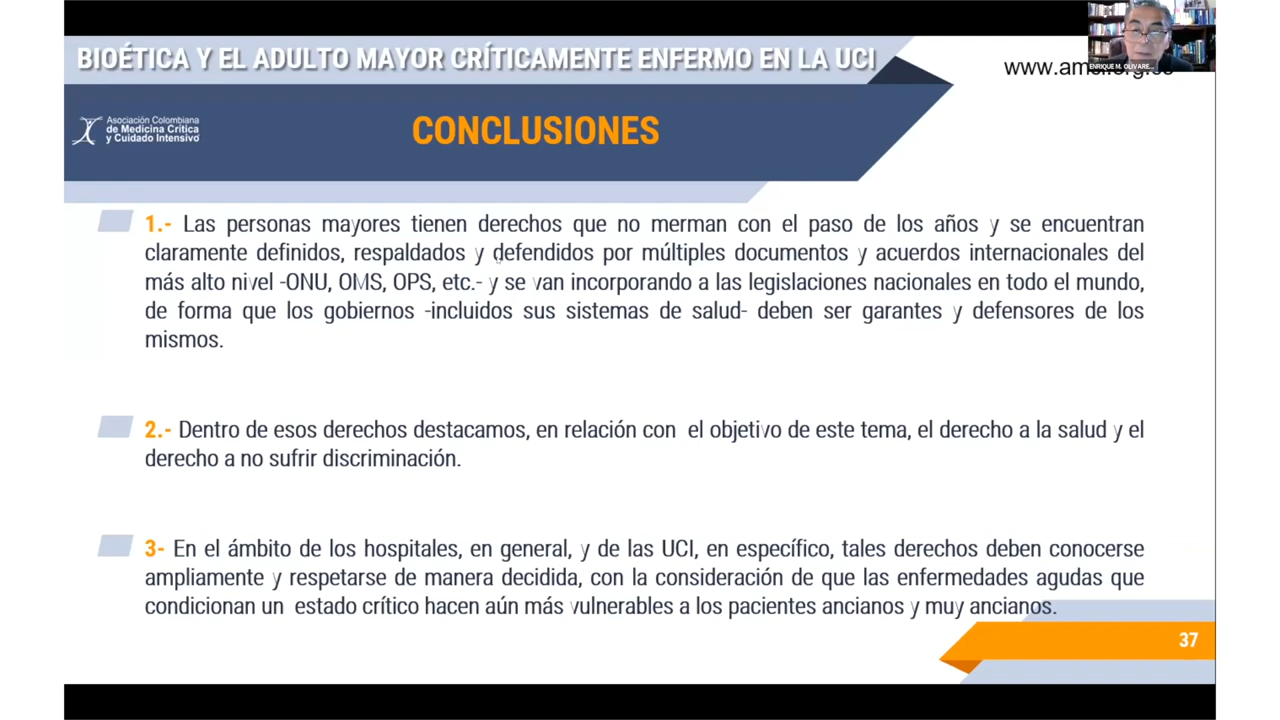 BIOÉTICA Y EL ADULTO MAYOR CRÍTICAMENTE ENFERMO EN LA UCI
ENRIQUE M. OLIVARE...
Asociación Colombiana
de Medicina Crítica
y Cuidado Intensivo
CONCLUSIONES
1.- Las personas mayores tienen derechos que no merman con el paso de los años y se encuentran
claramente definidos, respaldados y defendidos por múltiples documentos y acuerdos internacionales del
más alto nivel -ONU, OMS, OPS, etc.- y se van incorporando a las legislaciones nacionales en todo el mundo,
de forma que los gobiernos -incluidos sus sistemas de salud- deben ser garantes y defensores de los
mismos.
2.- Dentro de esos derechos destacamos, en relación con el objetivo de este tema, el derecho a la salud y el
derecho a no sufrir discriminación.
3- En el ámbito de los hospitales, en general, y de las UCI, en específico, tales derechos deben conocerse
ampliamente y respetarse de manera decidida, con la consideración de que las enfermedades agudas que
condicionan un estado crítico hacen aún más vulnerables a los pacientes ancianos y muy ancianos.
37